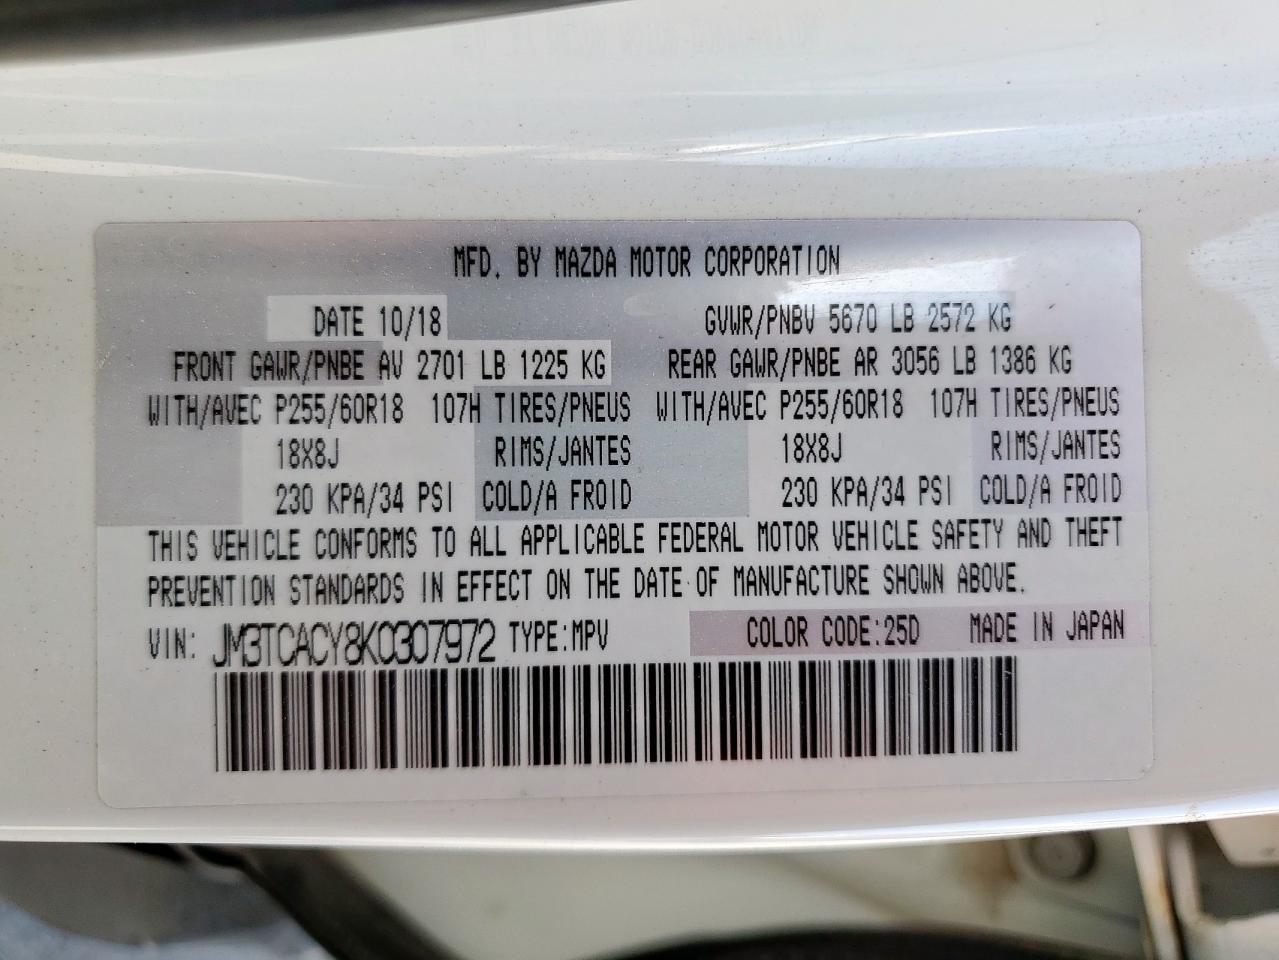 MFD. BY MAZDA MOTOR CORPORATION
DATE 10/18 GVWR/PNBV 5670 LB 2572 KG
FRONT GAWR/PNBE AV 2701 LB 1225 KG REAR GAWR/PNBE AR 3056 LB 1386 KG
WITH/AVEC P255/60R18 107H TIRES/PNEUS WITH/AVEC P255/60R18 107H TIRES/PNEUS
18X8J RIMS/JANTES 18X8J RIMS/JANTES
230 KPA/34 PSI COLD/A FROID 230 KPA/34 PSI COLD/A FROID
THIS VEHICLE CONFORMS TO ALL APPLICABLE FEDERAL MOTOR VEHICLE SAFETY AND THEFT
PREVENTION STANDARDS IN EFFECT ON THE DATE OF MANUFACTURE SHOWN ABOVE.
VIN: JM3TCACY8K0307972 TYPE:MPV COLOR CODE:25D MADE IN JAPAN